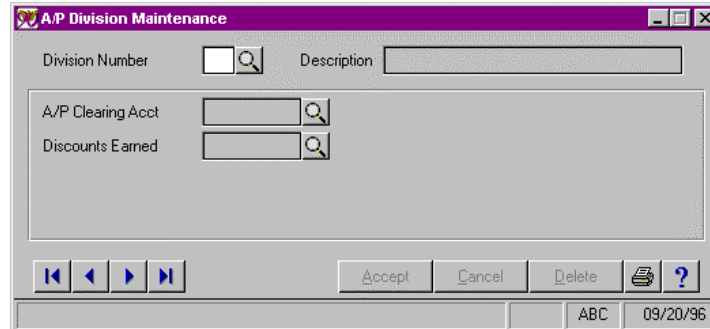 A/P Division Maintenance
Division Number Description
A/P Clearing Acct
Discounts Earned
Accept Cancel Delete ?
ABC 09/20/96